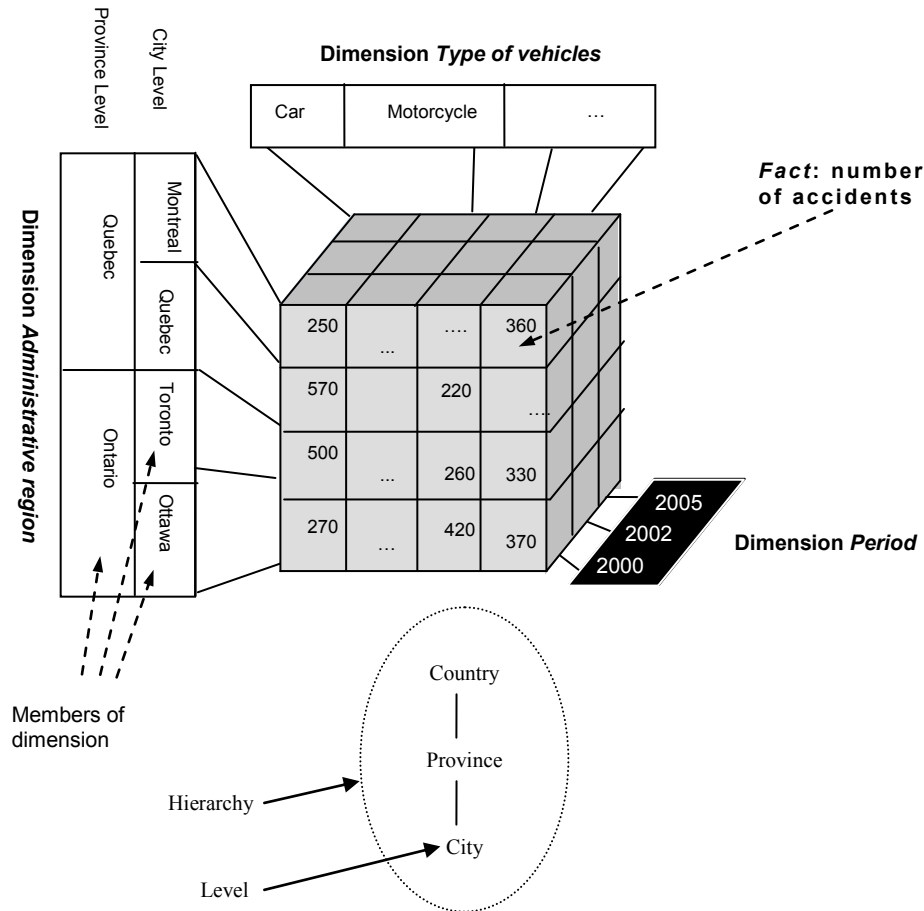 Province Level
City Level
Dimension Type of vehicles
Car
Motorcycle
…
Fact: number
of accidents
Dimension Administrative region
Quebec
Ontario
Montreal
Quebec
Toronto
Ottawa
250
...
....
360
570
220
....
500
...
260
330
270
…
420
370
2005
2002
2000
Dimension Period
Members of
dimension
Country
Province
City
Hierarchy
Level